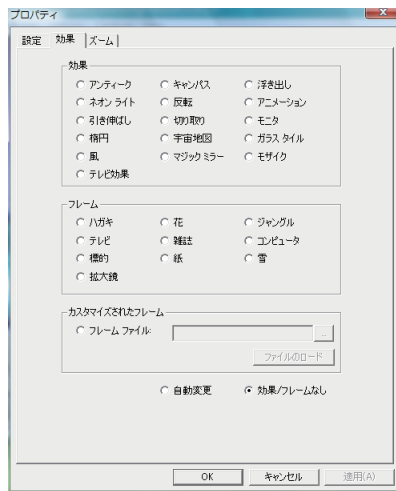 プロパティ
設定 効果 ズーム
効果
アンティーク キャンパス 浮き出し
ネオン ライト 反転 アニメーション
引き伸ばし 切り取り モニタ
楕円 宇宙地図 ガラス タイル
風 マジック ミラー モザイク
テレビ効果
フレーム
ハガキ 花 ジャングル
テレビ 雑誌 コンピュータ
標的 紙 雪
拡大鏡
カスタマイズされたフレーム
フレーム ファイル: ...
ファイルのロード
自動変更 効果/フレームなし
OK キャンセル 適用(A)